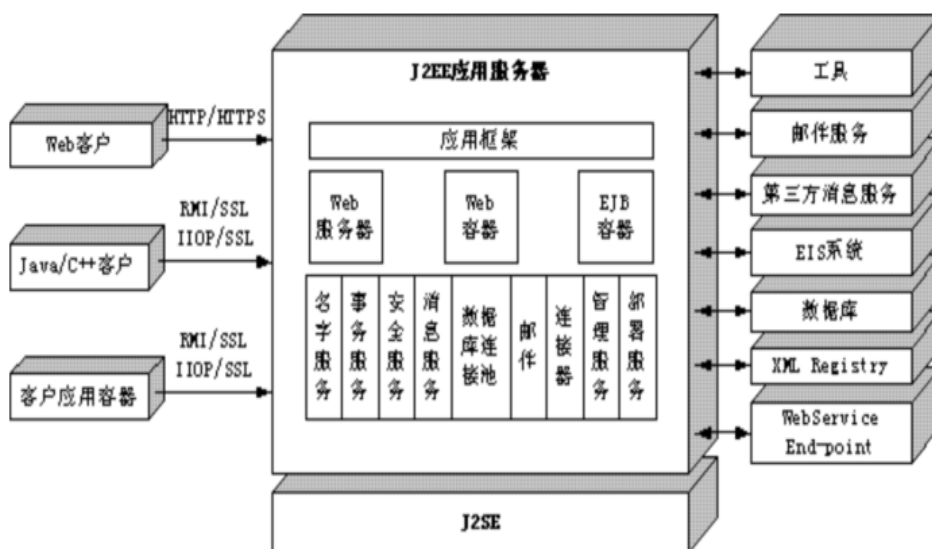 J2EE应用服务器
Web客户
HTTP/HTTPS
Java/C++客户
RMI/SSL
IIOP/SSL
客户应用容器
RMI/SSL
IIOP/SSL
应用框架
Web
服务器
Web
容器
EJB
容器
名字服务
事务服务
安全服务
消息服务
数据
库连
接池
邮件
连接器
管理服务
部署服务
J2SE
工具
邮件服务
第三方消息服务
EIS系统
数据库
XML Registry
WebService
End-point